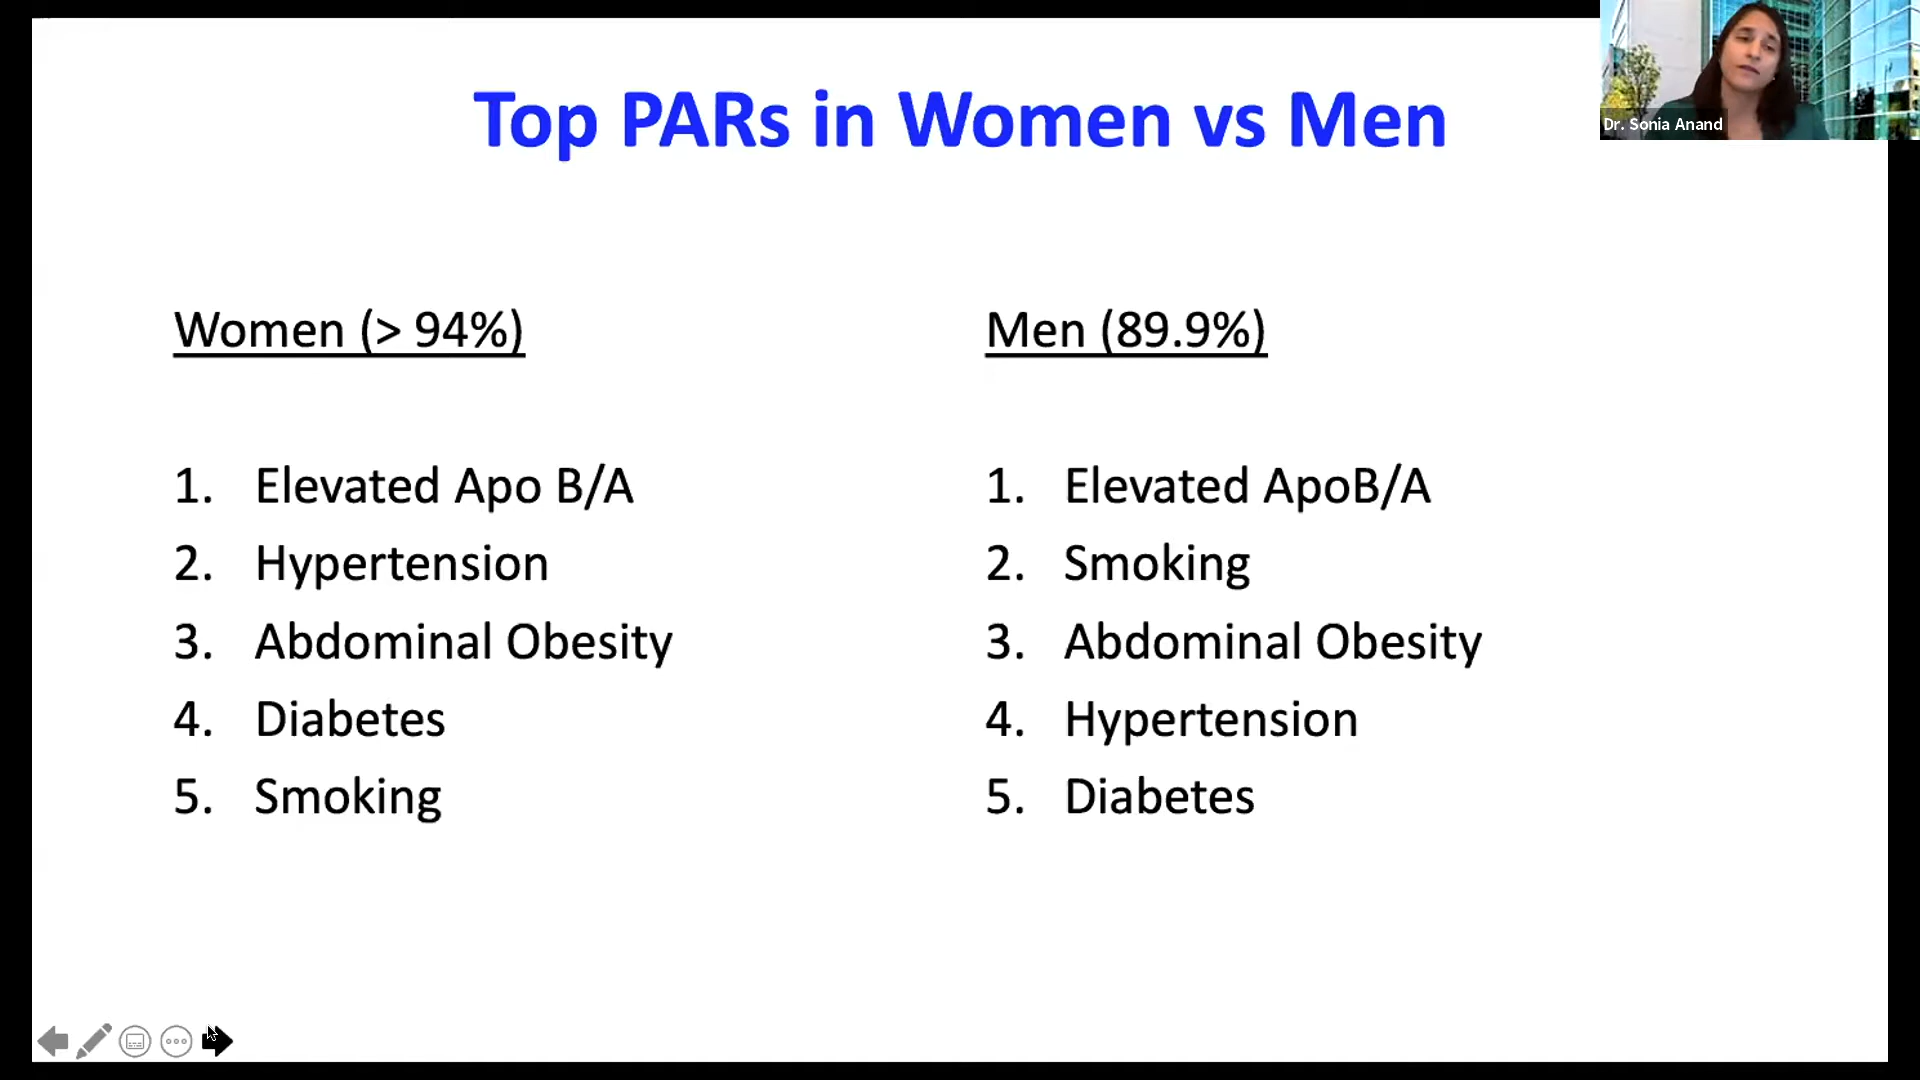 Top PARs in Women vs Men
Dr. Sonia Anand
Women (> 94%)
1. Elevated Apo B/A
2. Hypertension
3. Abdominal Obesity
4. Diabetes
5. Smoking
Men (89.9%)
1. Elevated ApoB/A
2. Smoking
3. Abdominal Obesity
4. Hypertension
5. Diabetes